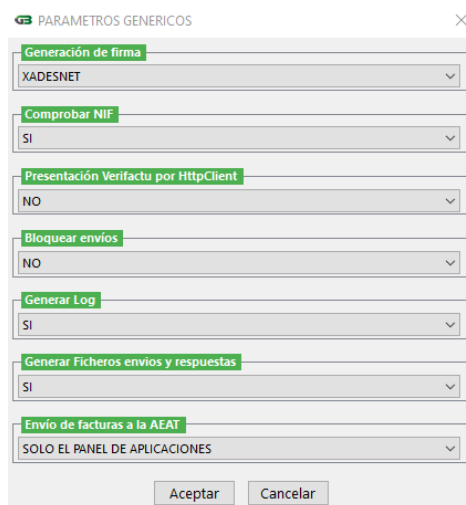 GB PARAMETROS GENERICOS
Generación de firma
XADESNET
Comprobar NIF
SI
Presentación Verifactu por HttpClient
NO
Bloquear envíos
NO
Generar Log
SI
Generar Ficheros envios y respuestas
SI
Envío de facturas a la AEAT
SOLO EL PANEL DE APLICACIONES
Aceptar Cancelar